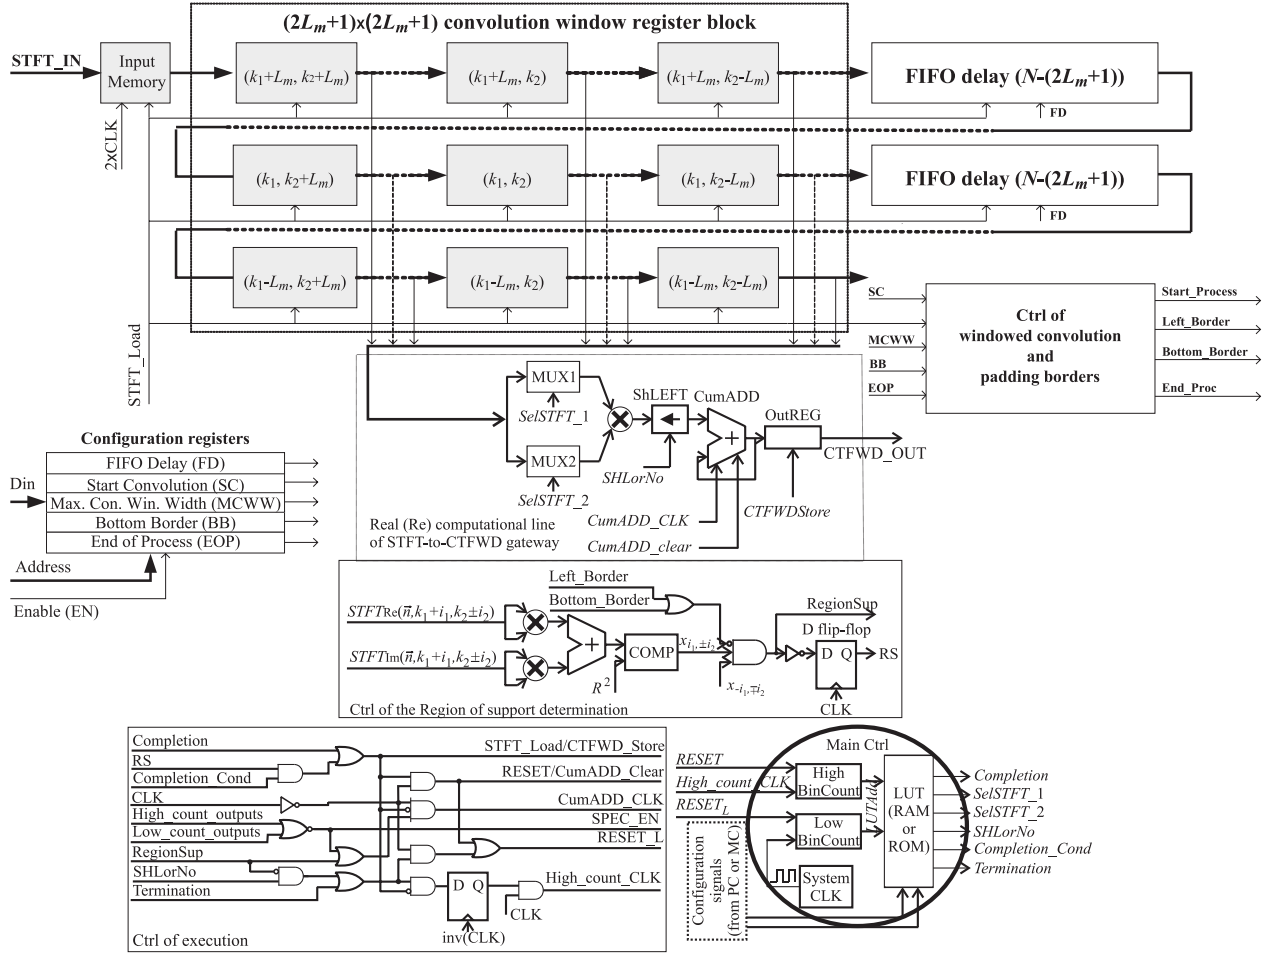 (2Lm+1)x(2Lm+1) convolution window register block
STFT_IN
Input
Memory
(k1+Lm, k2+Lm)
(k1+Lm, k2)
(k1+Lm, k2-Lm)
FIFO delay (N-(2Lm+1))
2xCLK
FD
(k1, k2+Lm)
(k1, k2)
(k1, k2-Lm)
FIFO delay (N-(2Lm+1))
FD
(k1-Lm, k2+Lm)
(k1-Lm, k2)
(k1-Lm, k2-Lm)
STFT_Load
SC
MCWW
BB
EOP
Ctrl of
windowed convolution
and
padding borders
Start_Process
Left_Border
Bottom_Border
End_Proc
MUX1
SelSTFT_1
MUX2
SelSTFT_2
ShLEFT
CumADD
OutREG
+
CTFWD_OUT
SHLorNo
CumADD_CLK
CTFWDStore
CumADD_clear
Real (Re) computational line
of STFT-to-CTFWD gateway
Configuration registers
Din
FIFO Delay (FD)
Start Convolution (SC)
Max. Con. Win. Width (MCWW)
Bottom Border (BB)
End of Process (EOP)
Address
Enable (EN)
Left_Border
Bottom_Border
RegionSup
STFTRe(n⃗,k1+i1,k2±i2)
STFTIm(n⃗,k1+i1,k2±i2)
+
COMP
R²
xi1,±i2
x-i1,∓i2
D flip-flop
D Q
RS
CLK
Ctrl of the Region of support determination
Completion
RS
Completion_Cond
CLK
High_count_outputs
Low_count_outputs
RegionSup
SHLorNo
Termination
STFT_Load/CTFWD_Store
RESET/CumADD_Clear
CumADD_CLK
SPEC_EN
RESET_L
High_count_CLK
D Q
CLK
inv(CLK)
Ctrl of execution
Main Ctrl
RESET
High_count_CLK
RESETL
High
BinCount
Low
BinCount
LUTAdd
LUT
(RAM
or
ROM)
System
CLK
Configuration
signals
(from PC or MC)
Completion
SelSTFT_1
SelSTFT_2
SHLorNo
Completion_Cond
Termination